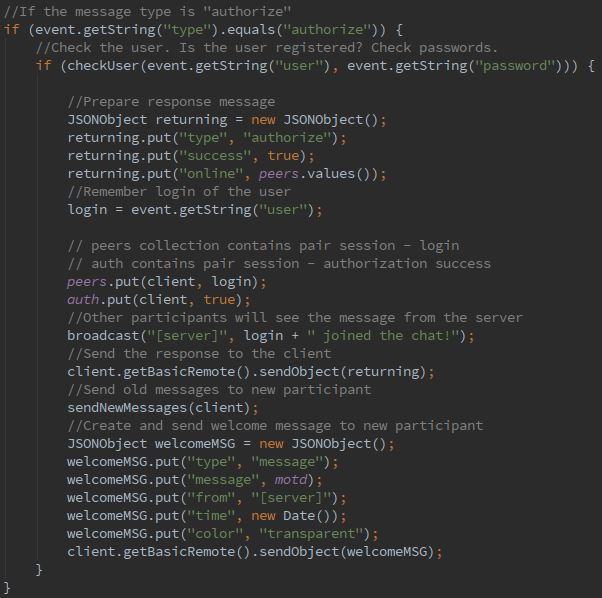 //If the message type is "authorize"
if (event.getString("type").equals("authorize")) {
    //Check the user. Is the user registered? Check passwords.
    if (checkUser(event.getString("user"), event.getString("password"))) {

        //Prepare response message
        JSONObject returning = new JSONObject();
        returning.put("type", "authorize");
        returning.put("success", true);
        returning.put("online", peers.values());
        //Remember login of the user
        login = event.getString("user");

        // peers collection contains pair session - login
        // auth contains pair session - authorization success
        peers.put(client, login);
        auth.put(client, true);
        //Other participants will see the message from the server
        broadcast("[server]", login + " joined the chat!");
        //Send the response to the client
        client.getBasicRemote().sendObject(returning);
        //Send old messages to new participant
        sendNewMessages(client);
        //Create and send welcome message to new participant
        JSONObject welcomeMSG = new JSONObject();
        welcomeMSG.put("type", "message");
        welcomeMSG.put("message", motd);
        welcomeMSG.put("from", "[server]");
        welcomeMSG.put("time", new Date());
        welcomeMSG.put("color", "transparent");
        client.getBasicRemote().sendObject(welcomeMSG);
    }
}